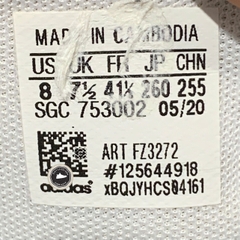 MADE IN CAMBODIA
US UK FR JP CHN
8 7½ 41⅓ 260 255
SGC 753002 05/20
ART FZ3272
#125644918
xBQJYHCS04161
adidas